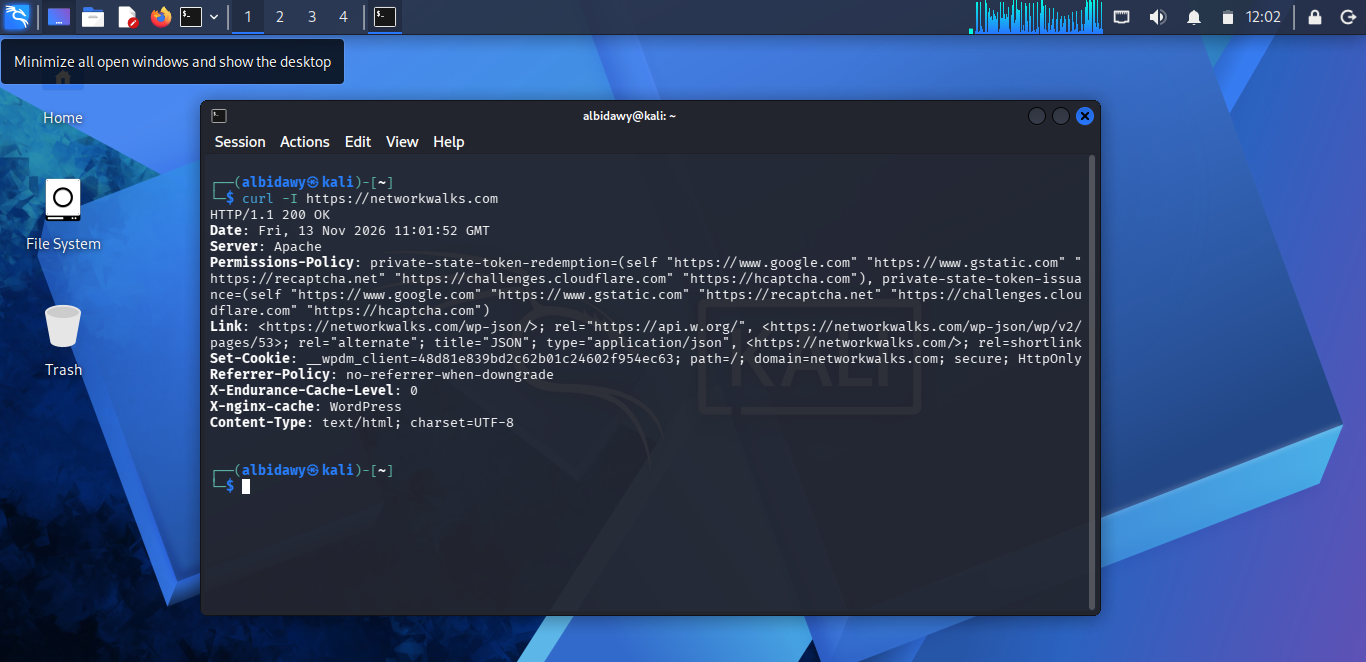 1 2 3 4 12:02
Minimize all open windows and show the desktop
Home
File System
Trash
albidawy@kali: ~
Session Actions Edit View Help
┌──(albidawy㉿kali)-[~]
└─$ curl -I https://networkwalks.com
HTTP/1.1 200 OK
Date: Fri, 13 Nov 2026 11:01:52 GMT
Server: Apache
Permissions-Policy: private-state-token-redemption=(self "https://www.google.com" "https://www.gstatic.com" "
https://recaptcha.net" "https://challenges.cloudflare.com" "https://hcaptcha.com"), private-state-token-issua
nce=(self "https://www.google.com" "https://www.gstatic.com" "https://recaptcha.net" "https://challenges.clou
dflare.com" "https://hcaptcha.com")
Link: <https://networkwalks.com/wp-json/>; rel="https://api.w.org/", <https://networkwalks.com/wp-json/wp/v2/
pages/53>; rel="alternate"; title="JSON"; type="application/json", <https://networkwalks.com/>; rel=shortlink
Set-Cookie: __wpdm_client=48d81e839bd2c62b01c24602f954ec63; path=/; domain=networkwalks.com; secure; HttpOnly
Referrer-Policy: no-referrer-when-downgrade
X-Endurance-Cache-Level: 0
X-nginx-cache: WordPress
Content-Type: text/html; charset=UTF-8
┌──(albidawy㉿kali)-[~]
└─$
KALI